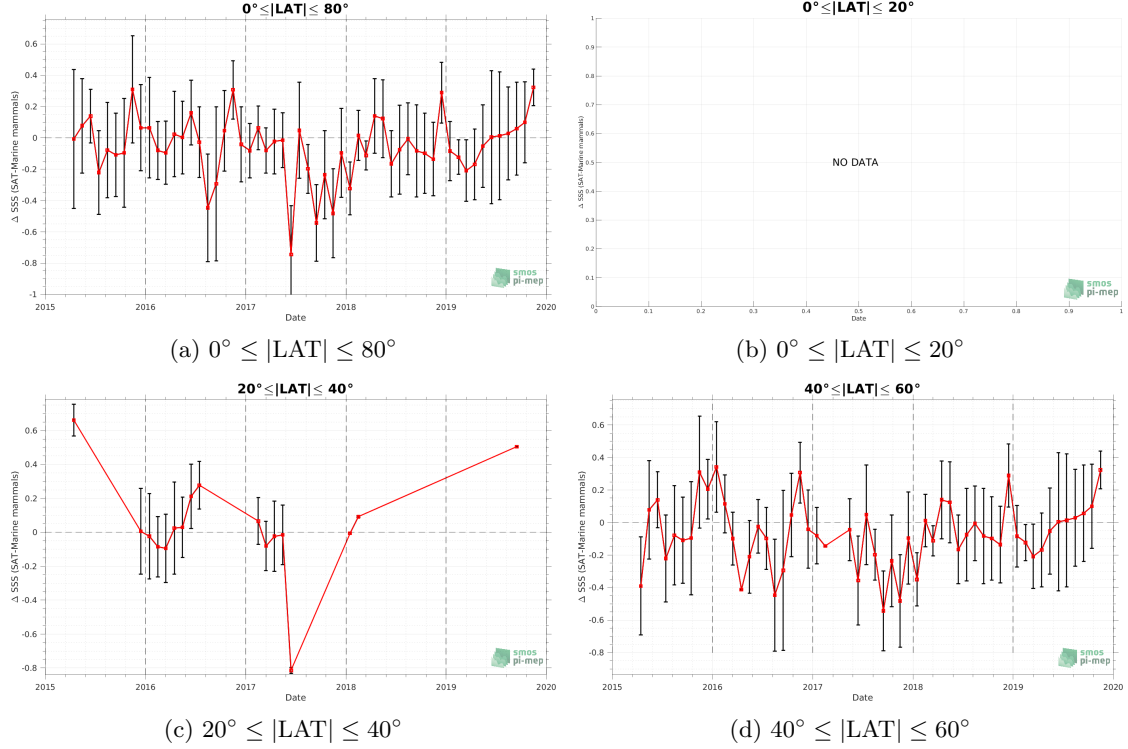 0°≤|LAT|≤ 80°
Δ SSS (SAT-Marine mammals)
0.6
0.4
0.2
0
-0.2
-0.4
-0.6
-0.8
-1
2015 2016 2017 2018 2019 2020
Date
smos
pi-mep
(a) 0° ≤ |LAT| ≤ 80°
0°≤|LAT|≤ 20°
Δ SSS (SAT-Marine mammals)
1
0.9
0.8
0.7
0.6
0.5
0.4
0.3
0.2
0.1
0
NO DATA
0 0.1 0.2 0.3 0.4 0.5 0.6 0.7 0.8 0.9 1
Date
smos
pi-mep
(b) 0° ≤ |LAT| ≤ 20°
20°≤|LAT|≤ 40°
Δ SSS (SAT-Marine mammals)
0.6
0.4
0.2
0
-0.2
-0.4
-0.6
-0.8
2015 2016 2017 2018 2019 2020
Date
smos
pi-mep
(c) 20° ≤ |LAT| ≤ 40°
40°≤|LAT|≤ 60°
Δ SSS (SAT-Marine mammals)
0.6
0.4
0.2
0
-0.2
-0.4
-0.6
-0.8
2015 2016 2017 2018 2019 2020
Date
smos
pi-mep
(d) 40° ≤ |LAT| ≤ 60°